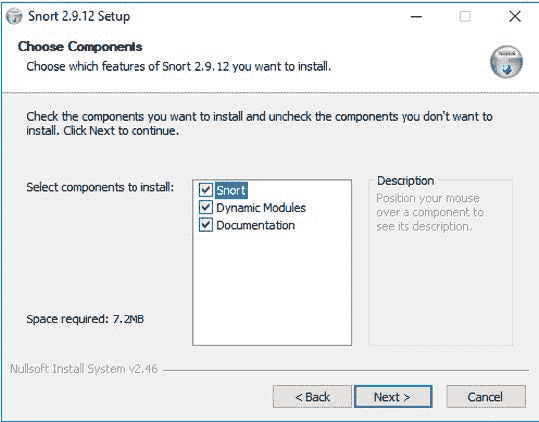 Snort 2.9.12 Setup
Choose Components
Choose which features of Snort 2.9.12 you want to install.
Check the components you want to install and uncheck the components you don't want to
install. Click Next to continue.
Select components to install:
Snort
Dynamic Modules
Documentation
Description
Position your mouse
over a component to
see its description.
Space required: 7.2MB
Nullsoft Install System v2.46
< Back
Next >
Cancel